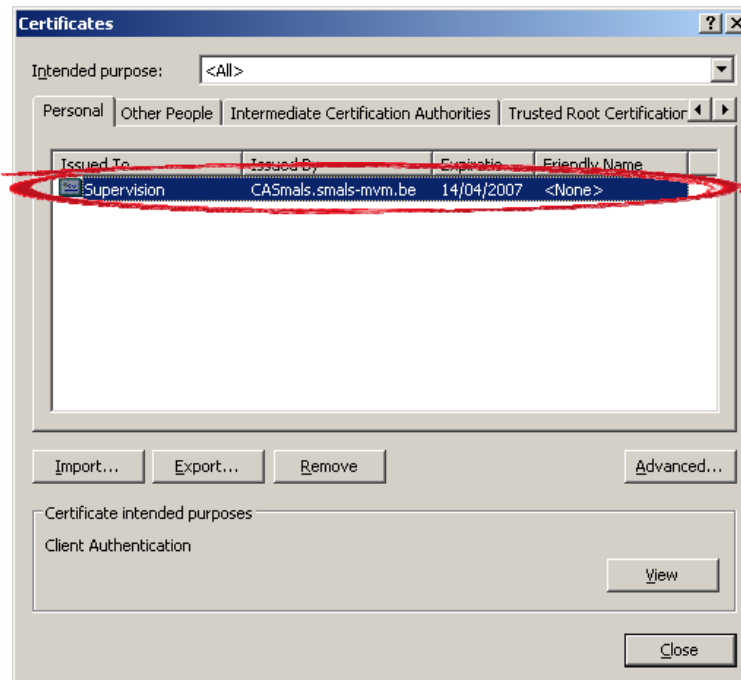 Certificates
Intended purpose: <All>
Personal Other People Intermediate Certification Authorities Trusted Root Certification
Issued To Issued By Expiratio Friendly Name
Supervision CASmals.smals-mvm.be 14/04/2007 <None>
Import... Export... Remove Advanced...
Certificate intended purposes
Client Authentication
View
Close